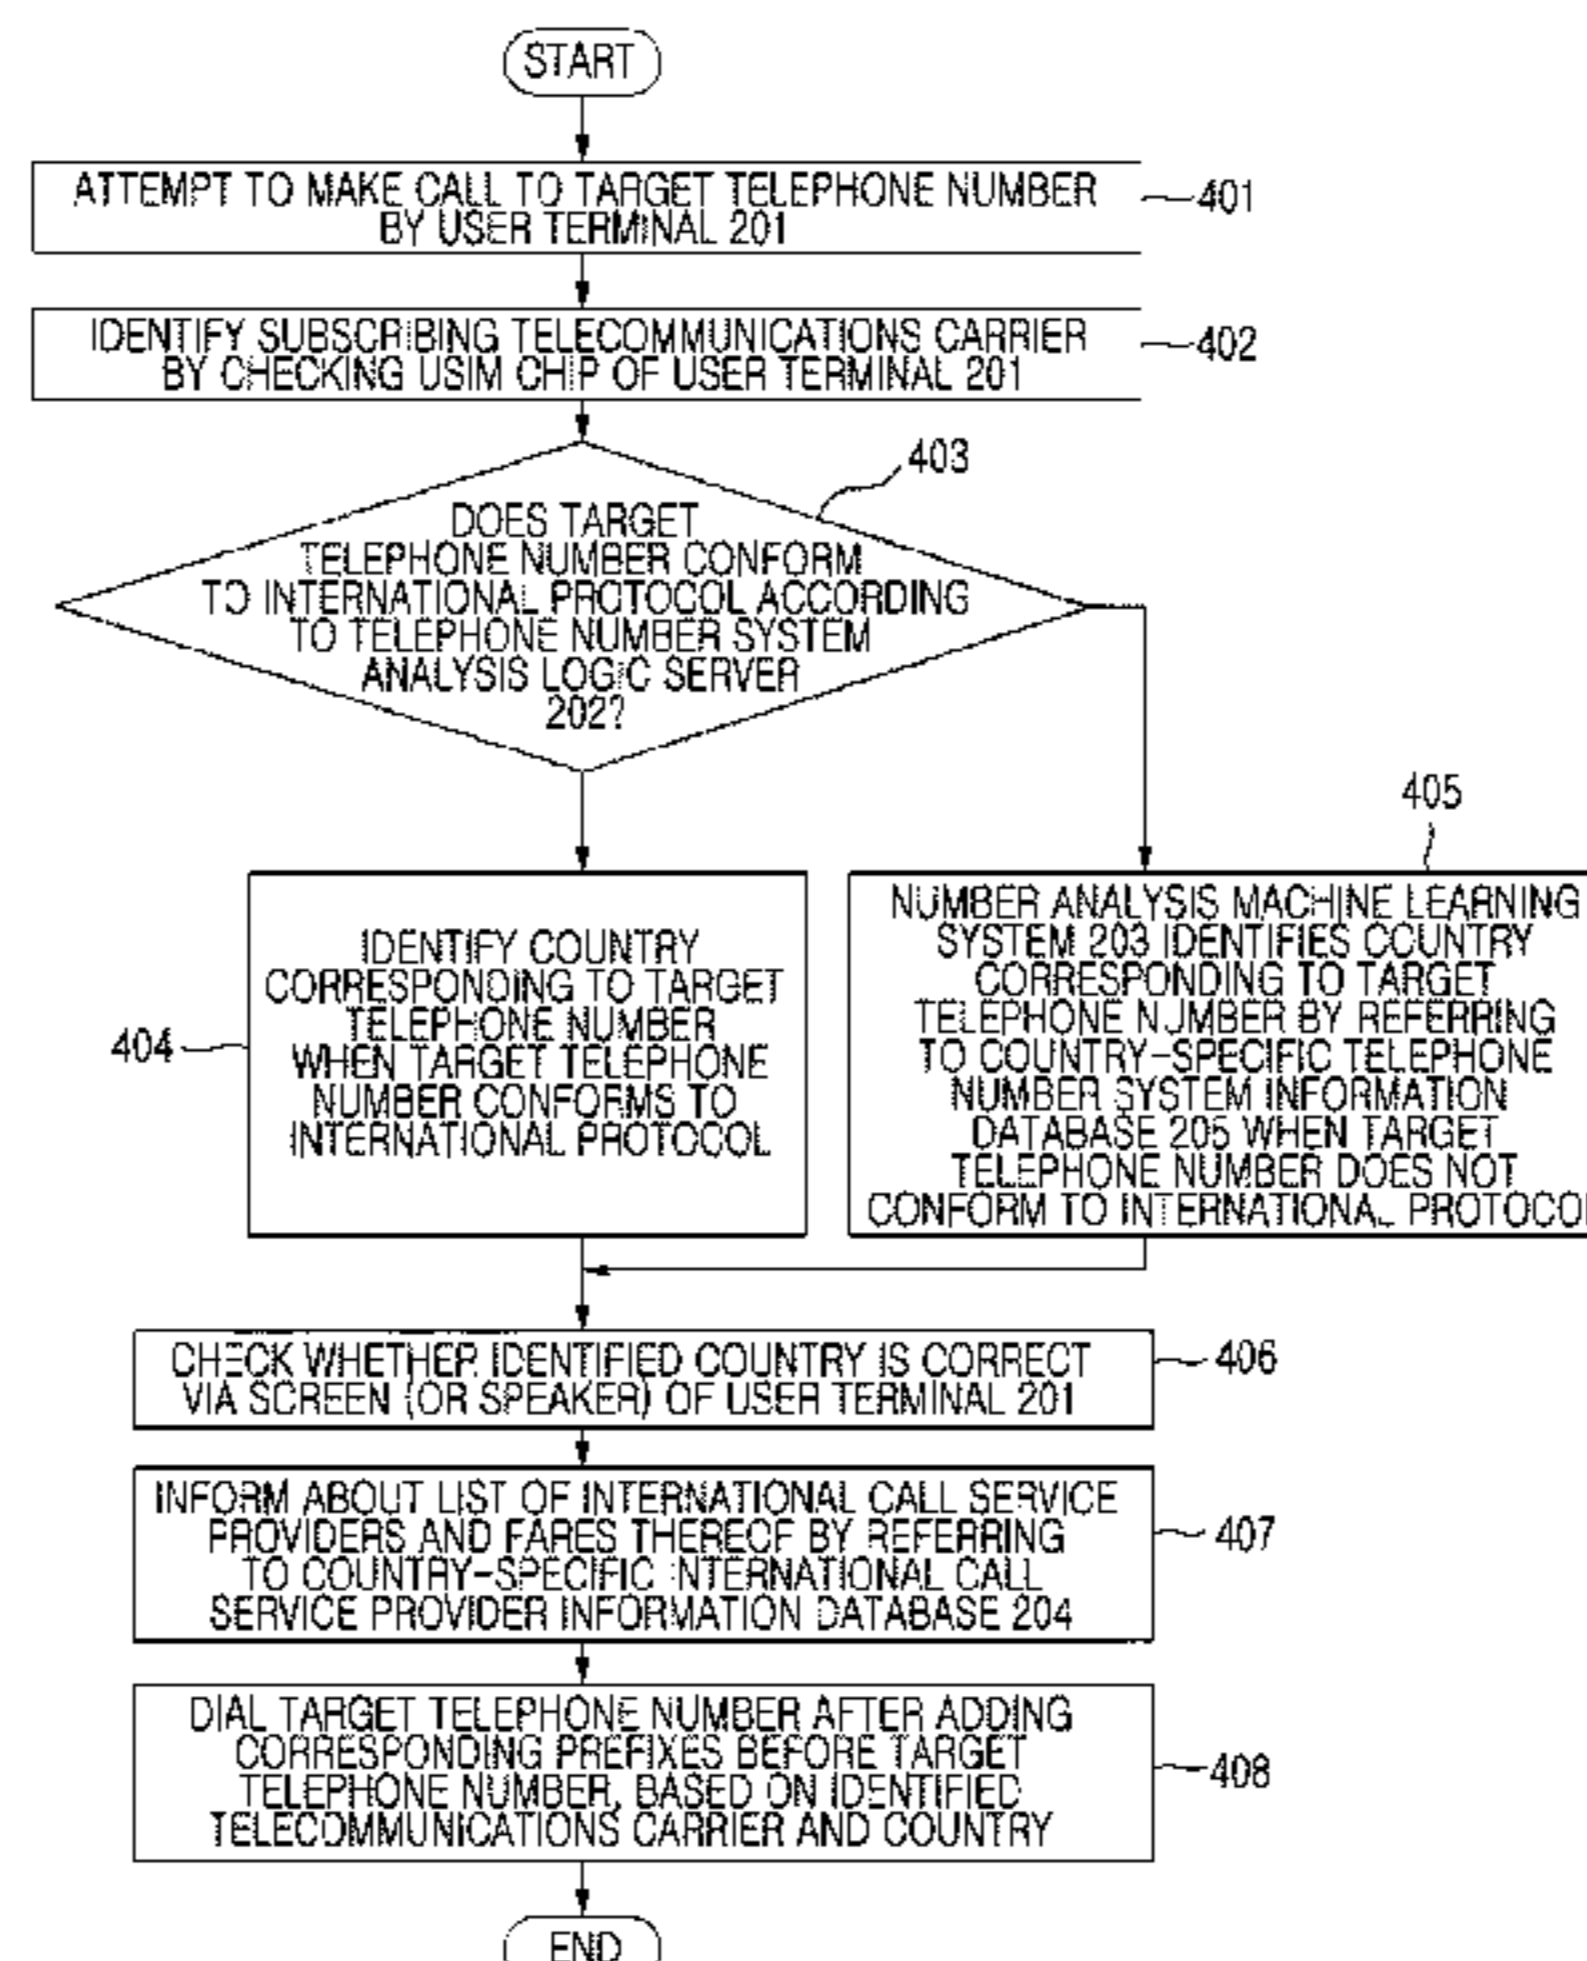 START
ATTEMPT TO MAKE CALL TO TARGET TELEPHONE NUMBER
BY USER TERMINAL 201
401
IDENTIFY SUBSCRIBING TELECOMMUNICATIONS CARRIER
BY CHECKING USIM CHIP OF USER TERMINAL 201
402
403
DOES TARGET
TELEPHONE NUMBER CONFORM
TO INTERNATIONAL PROTOCOL ACCORDING
TO TELEPHONE NUMBER SYSTEM
ANALYSIS LOGIC SERVER
202?
404
IDENTIFY COUNTRY
CORRESPONDING TO TARGET
TELEPHONE NUMBER
WHEN TARGET TELEPHONE
NUMBER CONFORMS TO
INTERNATIONAL PROTOCOL
405
NUMBER ANALYSIS MACHINE LEARNING
SYSTEM 203 IDENTIFIES COUNTRY
CORRESPONDING TO TARGET
TELEPHONE NUMBER BY REFERRING
TO COUNTRY-SPECIFIC TELEPHONE
NUMBER SYSTEM INFORMATION
DATABASE 205 WHEN TARGET
TELEPHONE NUMBER DOES NOT
CONFORM TO INTERNATIONAL PROTOCOL
CHECK WHETHER IDENTIFIED COUNTRY IS CORRECT
VIA SCREEN (OR SPEAKER) OF USER TERMINAL 201
406
INFORM ABOUT LIST OF INTERNATIONAL CALL SERVICE
PROVIDERS AND FARES THEREOF BY REFERRING
TO COUNTRY-SPECIFIC INTERNATIONAL CALL
SERVICE PROVIDER INFORMATION DATABASE 204
407
DIAL TARGET TELEPHONE NUMBER AFTER ADDING
CORRESPONDING PREFIXES BEFORE TARGET
TELEPHONE NUMBER, BASED ON IDENTIFIED
TELECOMMUNICATIONS CARRIER AND COUNTRY
408
END